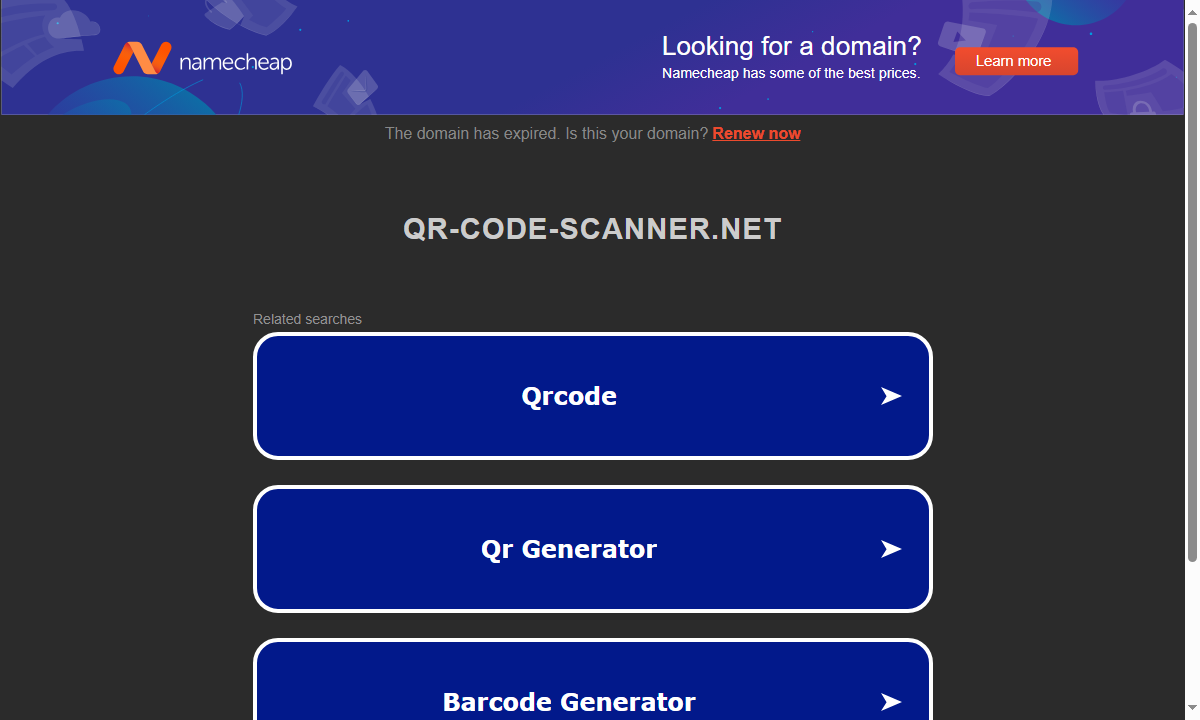 namecheap
Looking for a domain?
Namecheap has some of the best prices.
Learn more
The domain has expired. Is this your domain? Renew now
QR-CODE-SCANNER.NET
Related searches
Qrcode
Qr Generator
Barcode Generator